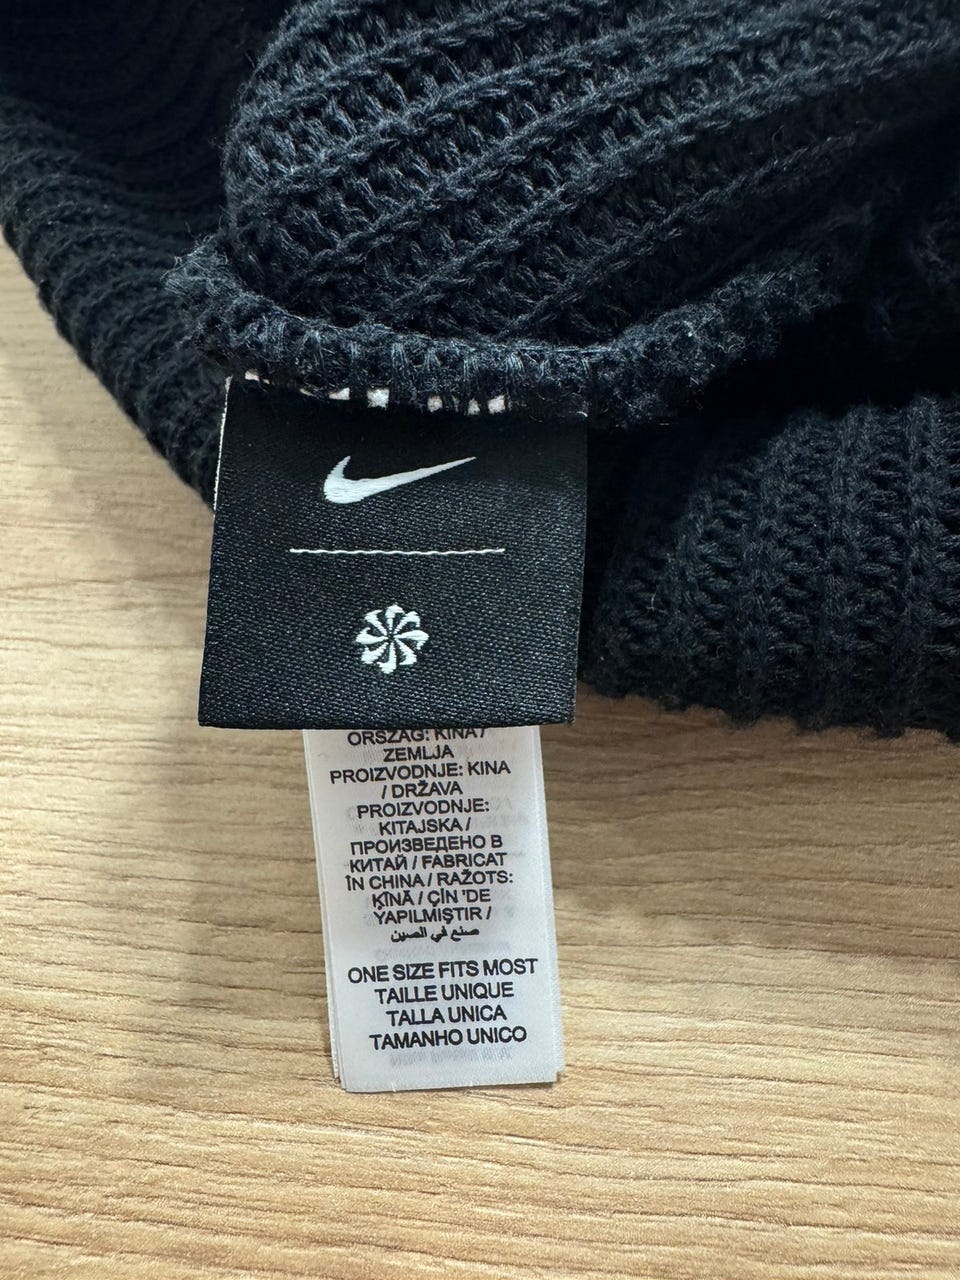 ORSZÁG: KÍNA /
ZEMLJA
PROIZVODNJE: KINA
/ DRŽAVA
PROIZVODNJE:
KITAJSKA /
ПРОИЗВЕДЕНО В
КИТАЙ / FABRICAT
ÎN CHINA / RAŽOTS:
ĶĪNĀ / ÇİN 'DE
YAPILMIŞTIR /
صنع في الصين
ONE SIZE FITS MOST
TAILLE UNIQUE
TALLA UNICA
TAMANHO UNICO